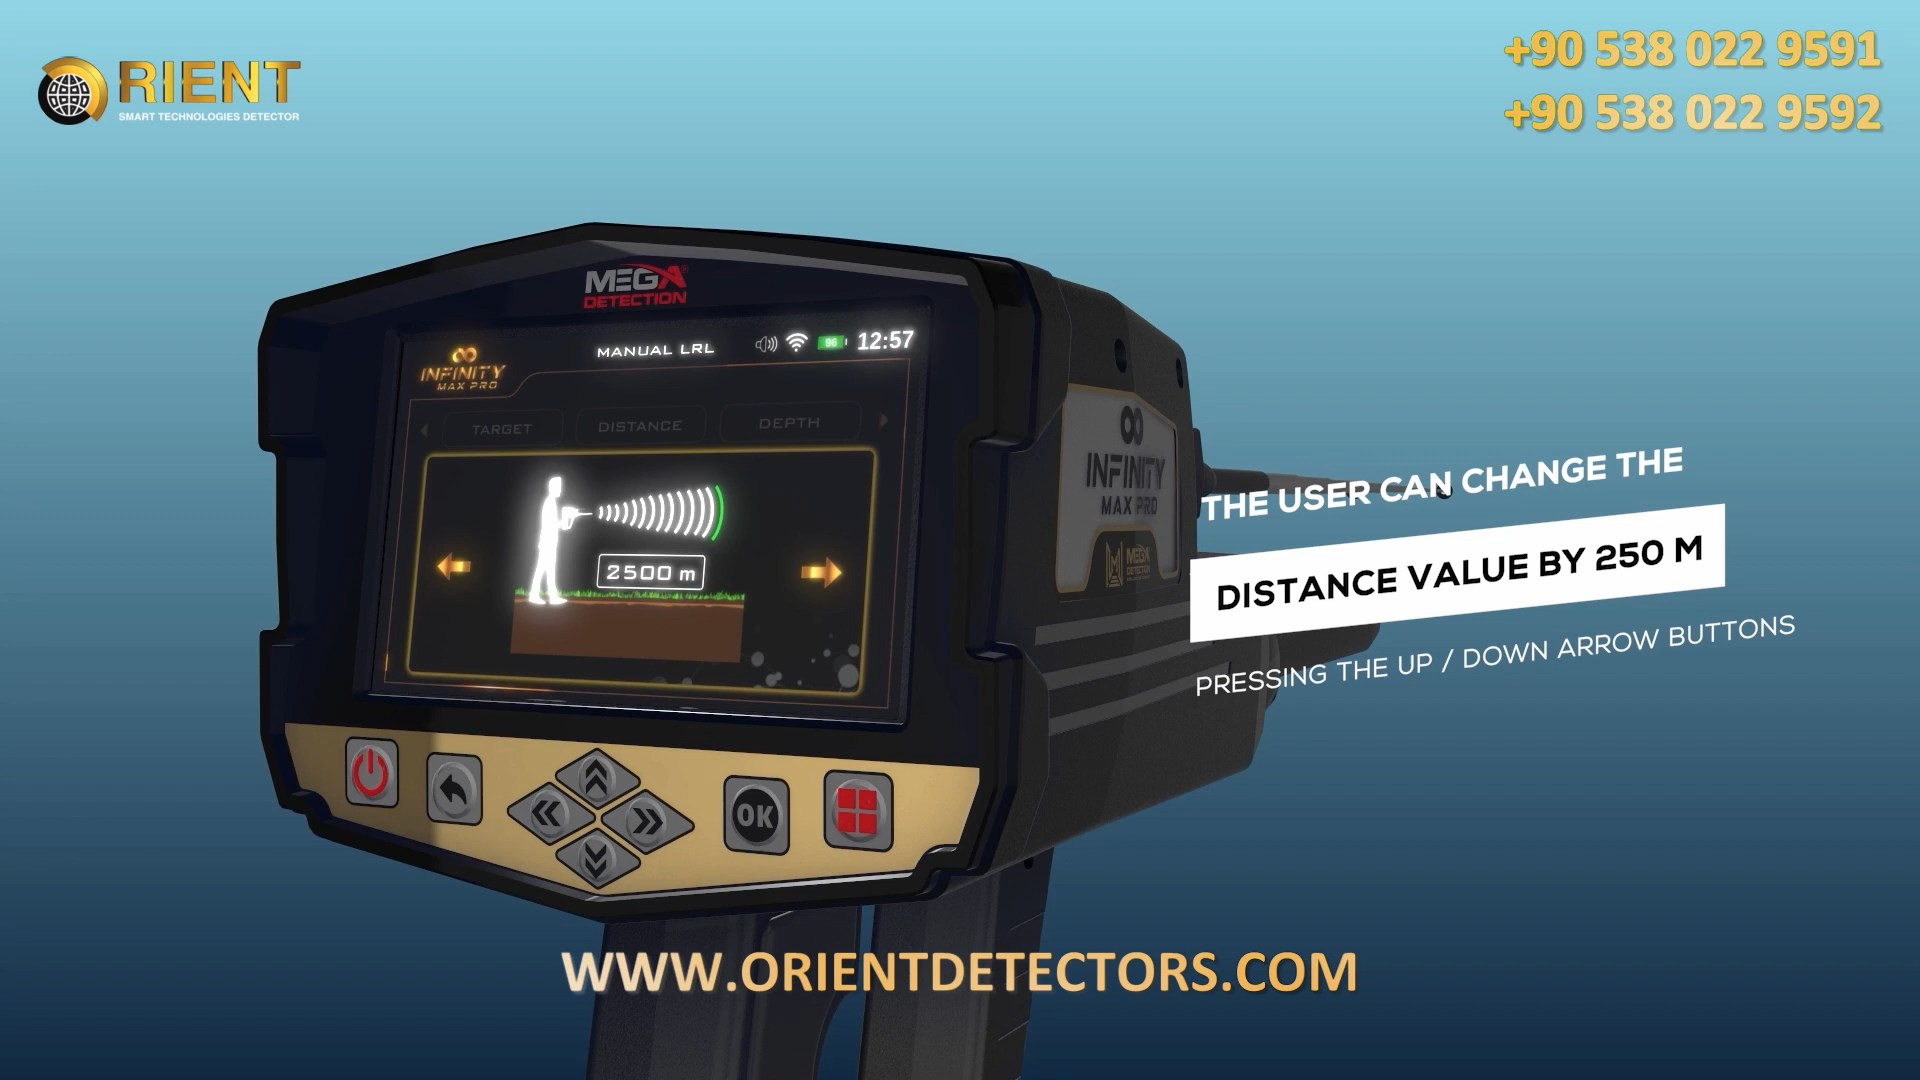 RIENT
SMART TECHNOLOGIES DETECTOR
+90 538 022 9591
+90 538 022 9592
MEGA
DETECTION
INFINITY
MAX PRO
MANUAL LRL
96
12:57
TARGET
DISTANCE
DEPTH
2500 m
OK
INFINITY
MAX PRO
MEGA
DETECTION
THE USER CAN CHANGE THE
DISTANCE VALUE BY 250 M
PRESSING THE UP / DOWN ARROW BUTTONS
WWW.ORIENTDETECTORS.COM